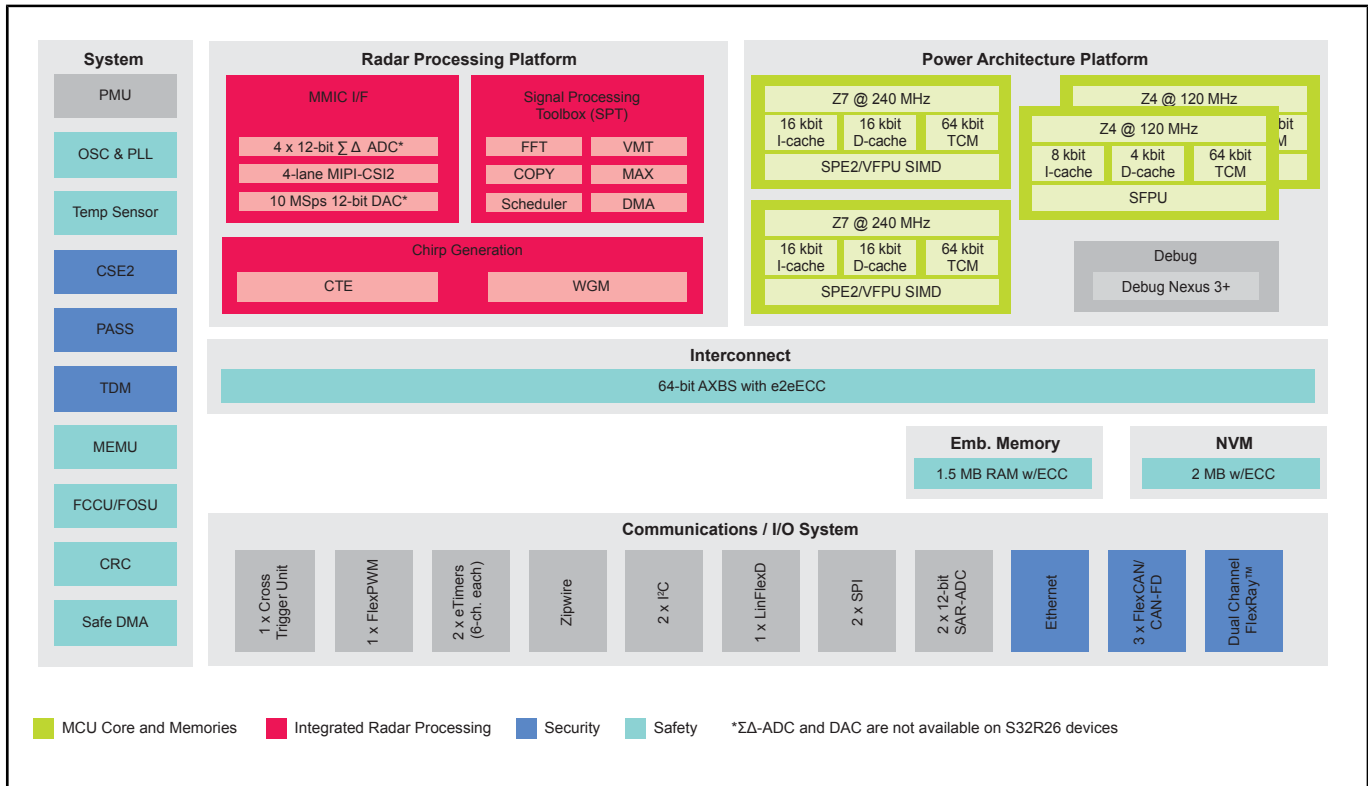 System
PMU
OSC & PLL
Temp Sensor
CSE2
PASS
TDM
MEMU
FCCU/FOSU
CRC
Safe DMA
Radar Processing Platform
MMIC I/F
4 x 12-bit ∑ Δ ADC*
4-lane MIPI-CSI2
10 MSps 12-bit DAC*
Signal Processing
Toolbox (SPT)
FFT
VMT
COPY
MAX
Scheduler
DMA
Chirp Generation
CTE
WGM
Power Architecture Platform
Z7 @ 240 MHz
16 kbit
I-cache
16 kbit
D-cache
64 kbit
TCM
SPE2/VFPU SIMD
Z7 @ 240 MHz
16 kbit
I-cache
16 kbit
D-cache
64 kbit
TCM
SPE2/VFPU SIMD
Z4 @ 120 MHz
Z4 @ 120 MHz
8 kbit
I-cache
4 kbit
D-cache
64 kbit
TCM
SFPU
Debug
Debug Nexus 3+
Interconnect
64-bit AXBS with e2eECC
Emb. Memory
1.5 MB RAM w/ECC
NVM
2 MB w/ECC
Communications / I/O System
1 x Cross
Trigger Unit
1 x FlexPWM
2 x eTimers
(6-ch. each)
Zipwire
2 x I²C
1 x LinFlexD
2 x SPI
2 x 12-bit
SAR-ADC
Ethernet
3 x FlexCAN/
CAN-FD
Dual Channel
FlexRay™
MCU Core and Memories
Integrated Radar Processing
Security
Safety
*ΣΔ-ADC and DAC are not available on S32R26 devices